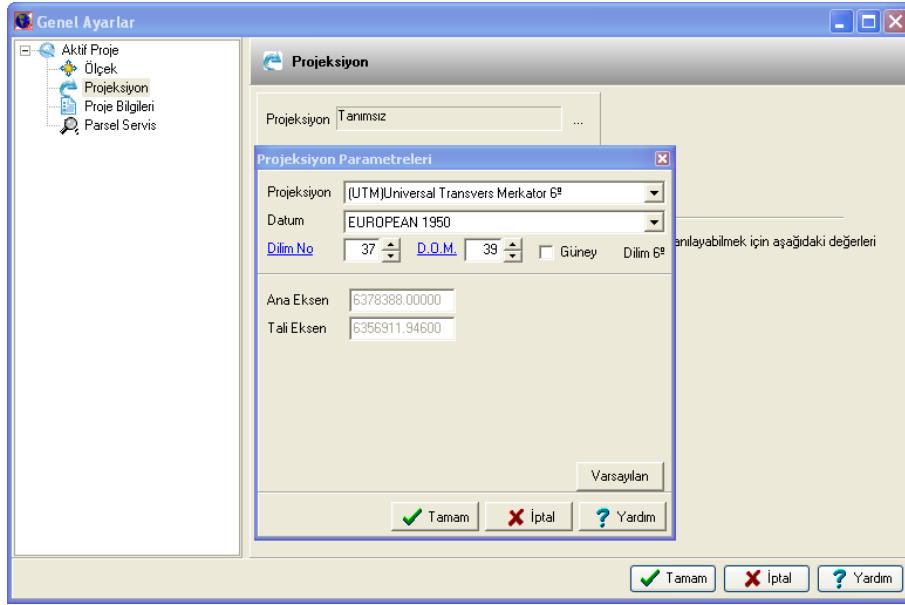 Genel Ayarlar
Aktif Proje
Ölçek
Projeksiyon
Proje Bilgileri
Parsel Servis
Projeksiyon
Projeksiyon Tanımsız ...
anılayabilmek için aşağıdaki değerleri
Projeksiyon Parametreleri
Projeksiyon (UTM)Universal Transvers Merkator 6º
Datum EUROPEAN 1950
Dilim No 37 D.O.M. 39 Güney Dilim 6º
Ana Eksen 6378388.00000
Tali Eksen 6356911.94600
Varsayılan
Tamam İptal Yardım
Tamam İptal Yardım